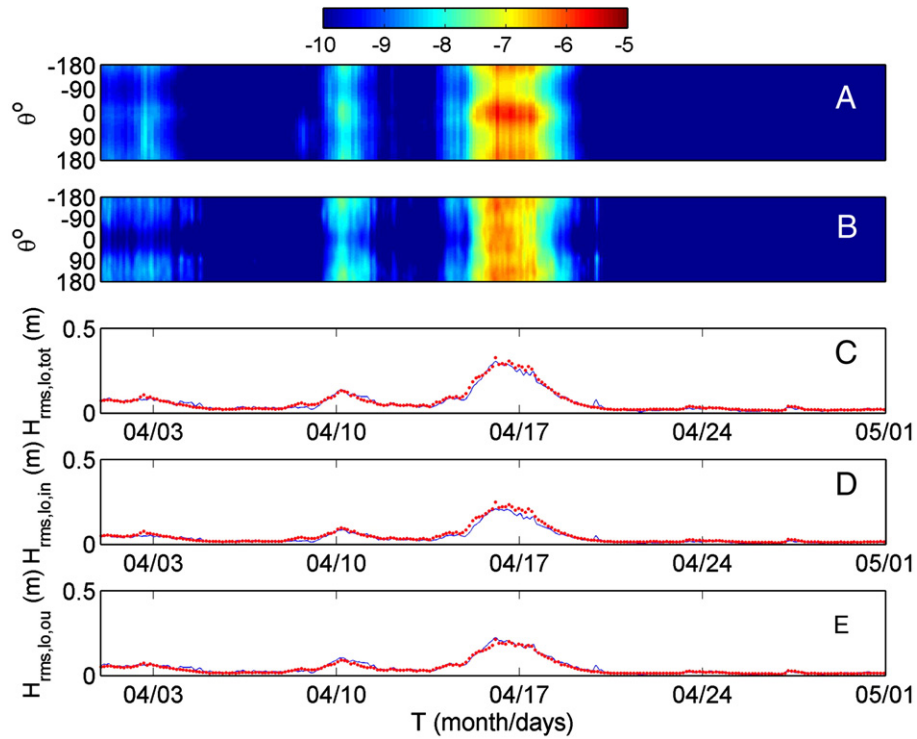 -10 -9 -8 -7 -6 -5
-180
-90
0
90
180
θ°
A
-180
-90
0
90
180
θ°
B
0.5
0
H_rms,lo,tot (m)
C
04/03 04/10 04/17 04/24 05/01
0.5
0
H_rms,lo,in (m)
D
04/03 04/10 04/17 04/24 05/01
0.5
0
H_rms,lo,ou (m)
E
04/03 04/10 04/17 04/24 05/01
T (month/days)